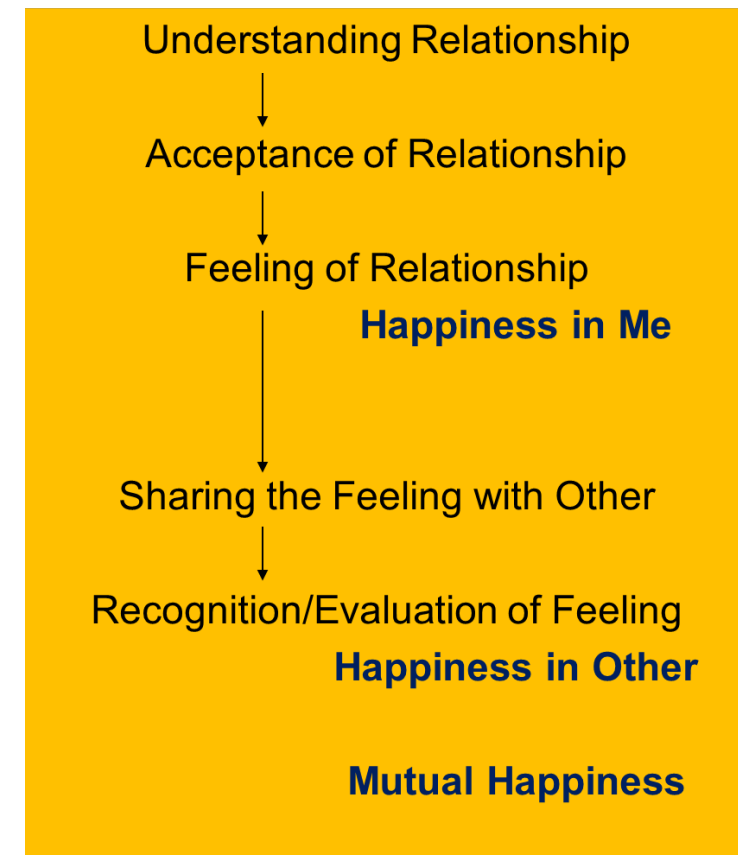 Understanding Relationship
Acceptance of Relationship
Feeling of Relationship
Happiness in Me
Sharing the Feeling with Other
Recognition/Evaluation of Feeling
Happiness in Other
Mutual Happiness